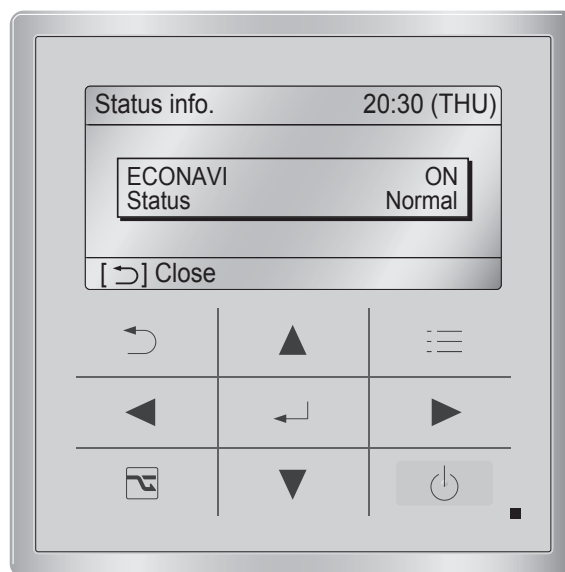 Status info. 20:30 (THU)
ECONAVI ON
Status Normal
[⮌] Close